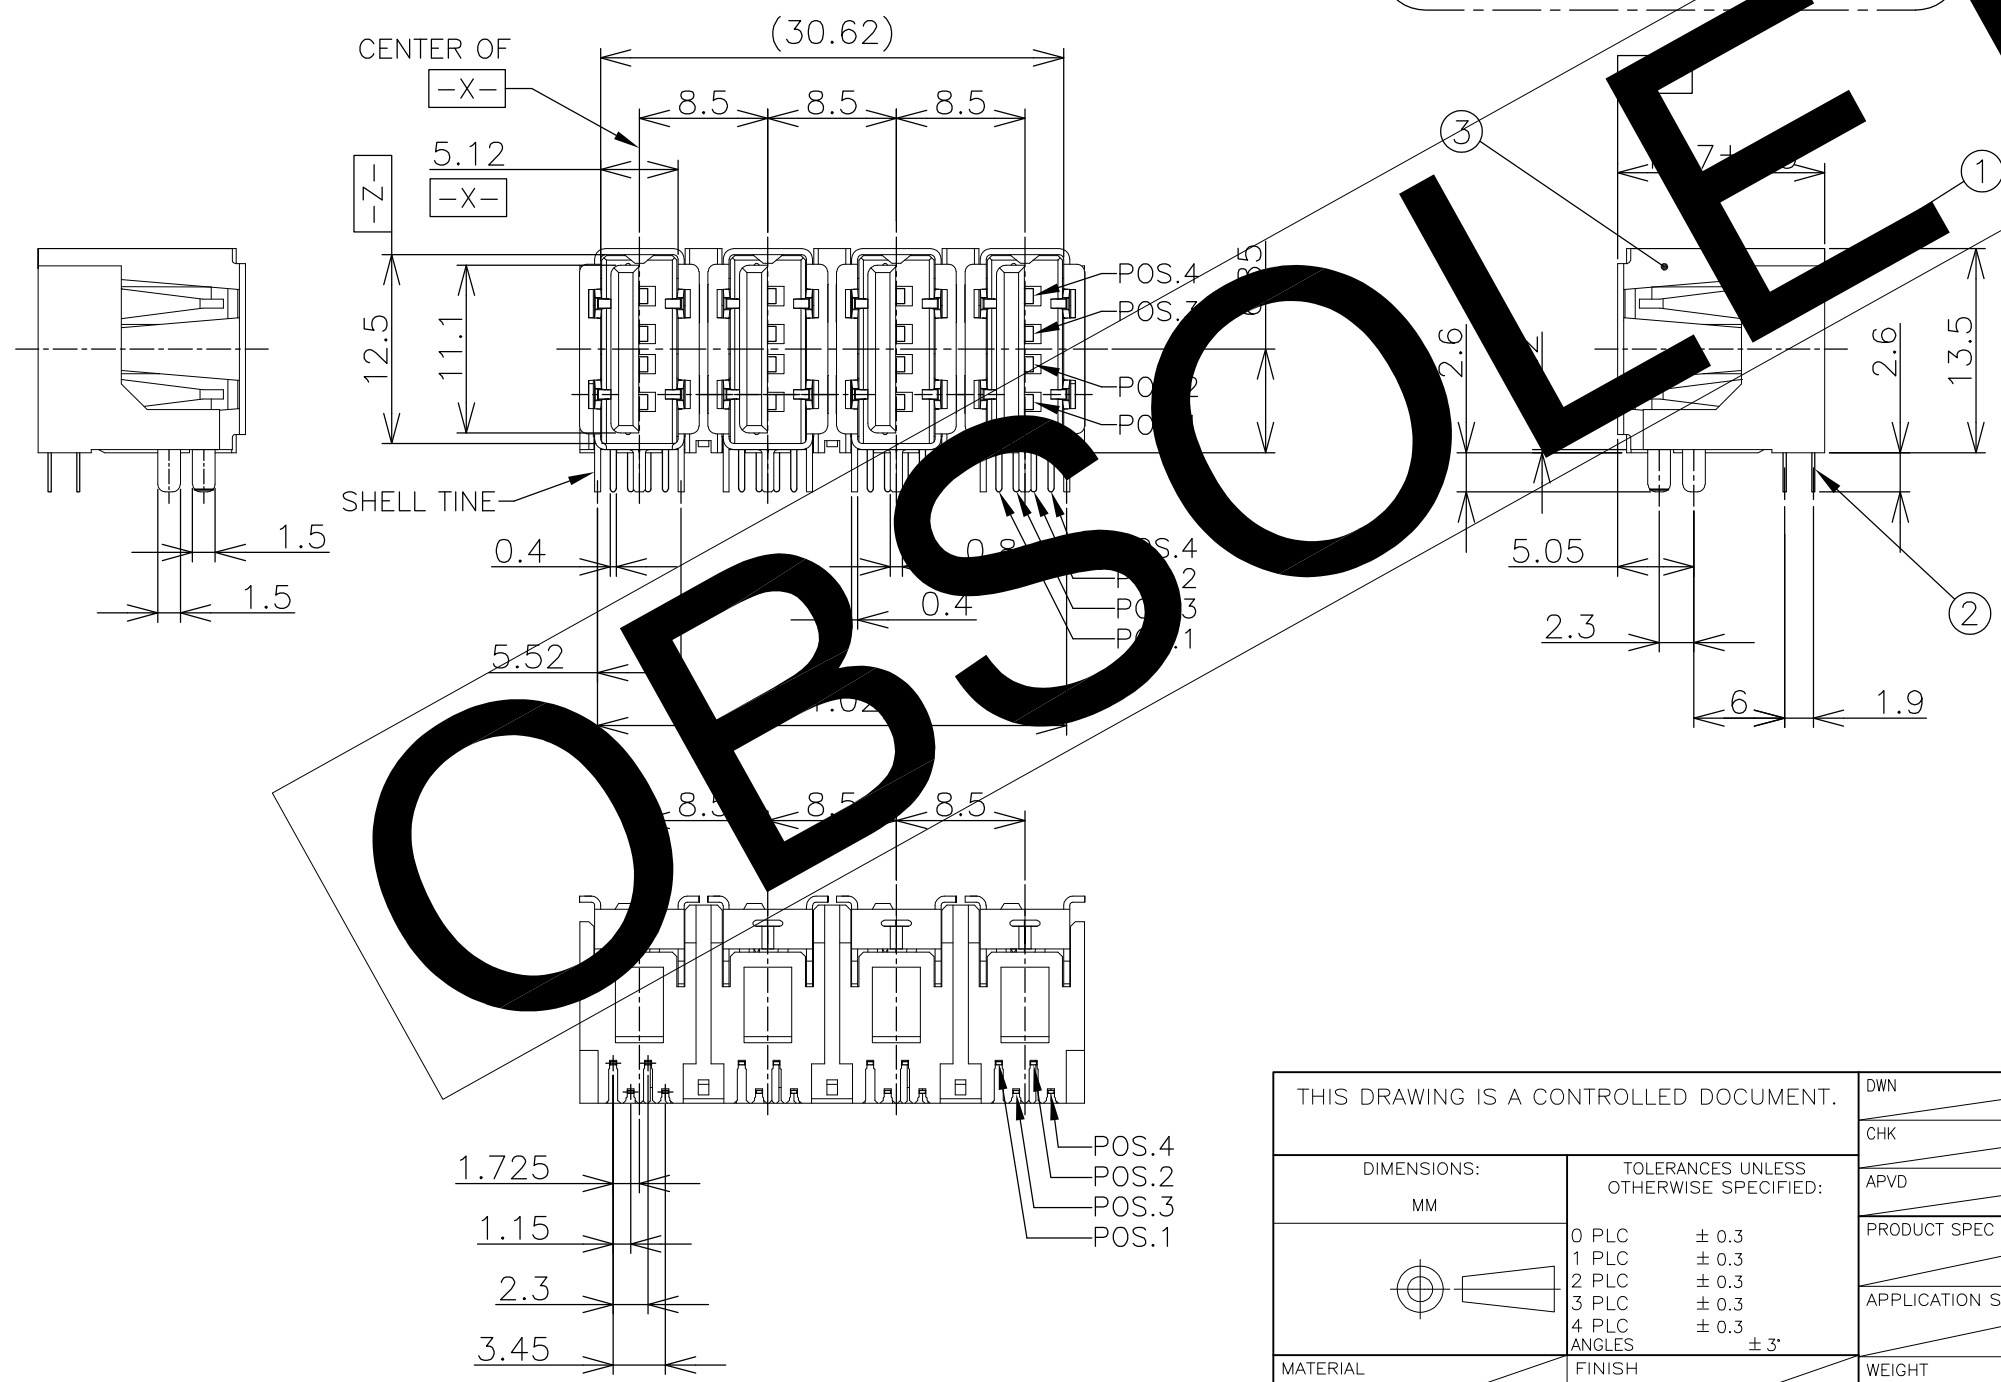 (30.62)
CENTER OF
-X-
8.5 8.5 8.5
5.12
-Z-
-X-
3
1
12.5
11.1
POS.4
2.6
2.6
13.5
SHELL TINE
1.5
0.4
5.05
1.5
0.4
2
2.3
5.52
6
1.9
8.5
OBSOLE
POS.4
POS.2
POS.3
POS.1
1.725
1.15
2.3
3.45
THIS DRAWING IS A CONTROLLED DOCUMENT.
DWN
CHK
DIMENSIONS:
MM
TOLERANCES UNLESS
OTHERWISE SPECIFIED:
APVD
0 PLC ± 0.3
1 PLC ± 0.3
2 PLC ± 0.3
3 PLC ± 0.3
4 PLC ± 0.3
ANGLES ± 3°
PRODUCT SPEC
APPLICATION S
MATERIAL
FINISH
WEIGHT